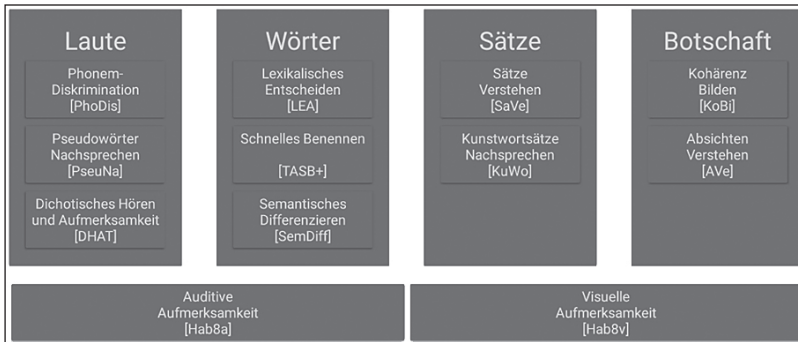 Laute
Phonem-
Diskrimination
[PhoDis]
Pseudowörter
Nachsprechen
[PseuNa]
Dichotisches Hören
und Aufmerksamkeit
[DHAT]
Wörter
Lexikalisches
Entscheiden
[LEA]
Schnelles Benennen
[TASB+]
Semantisches
Differenzieren
[SemDiff]
Sätze
Sätze
Verstehen
[SaVe]
Kunstwortsätze
Nachsprechen
[KuWo]
Botschaft
Kohärenz
Bilden
[KoBi]
Absichten
Verstehen
[AVe]
Auditive
Aufmerksamkeit
[Hab8a]
Visuelle
Aufmerksamkeit
[Hab8v]